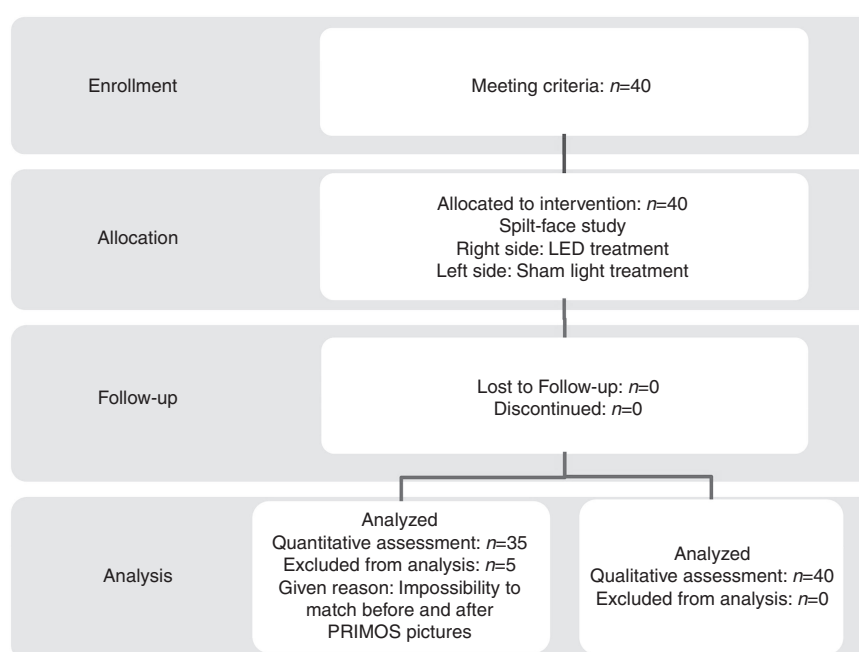 Enrollment
Meeting criteria: n=40
Allocation
Allocated to intervention: n=40
Spilt-face study
Right side: LED treatment
Left side: Sham light treatment
Follow-up
Lost to Follow-up: n=0
Discontinued: n=0
Analysis
Analyzed
Quantitative assessment: n=35
Excluded from analysis: n=5
Given reason: Impossibility to
match before and after
PRIMOS pictures
Analyzed
Qualitative assessment: n=40
Excluded from analysis: n=0